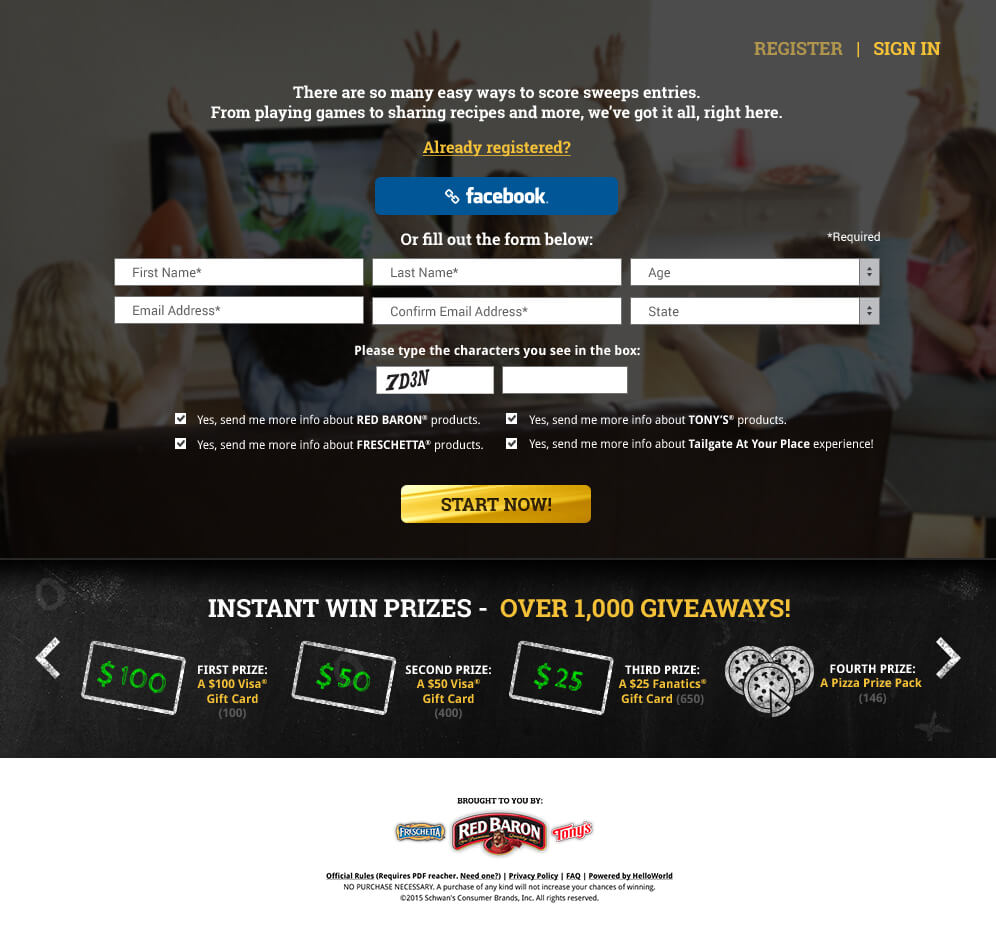 REGISTER | SIGN IN
There are so many easy ways to score sweeps entries.
From playing games to sharing recipes and more, we've got it all, right here.
Already registered?
facebook.
Or fill out the form below:
*Required
First Name*
Last Name*
Age
Email Address*
Confirm Email Address*
State
Please type the characters you see in the box:
7D3N
Yes, send me more info about RED BARON® products.
Yes, send me more info about TONY'S® products.
Yes, send me more info about FRESCHETTA® products.
Yes, send me more info about Tailgate At Your Place experience!
START NOW!
INSTANT WIN PRIZES - OVER 1,000 GIVEAWAYS!
$100
FIRST PRIZE:
A $100 Visa®
Gift Card
(100)
$50
SECOND PRIZE:
A $50 Visa®
Gift Card
(400)
$25
THIRD PRIZE:
A $25 Fanatics®
Gift Card (650)
FOURTH PRIZE:
A Pizza Prize Pack
(146)
BROUGHT TO YOU BY:
FRESCHETTA
RED BARON
Tony's
Official Rules (Requires PDF reacher. Need one?) | Privacy Policy | FAQ | Powered by HelloWorld
NO PURCHASE NECESSARY. A purchase of any kind will not increase your chances of winning.
©2015 Schwan's Consumer Brands, Inc. All rights reserved.